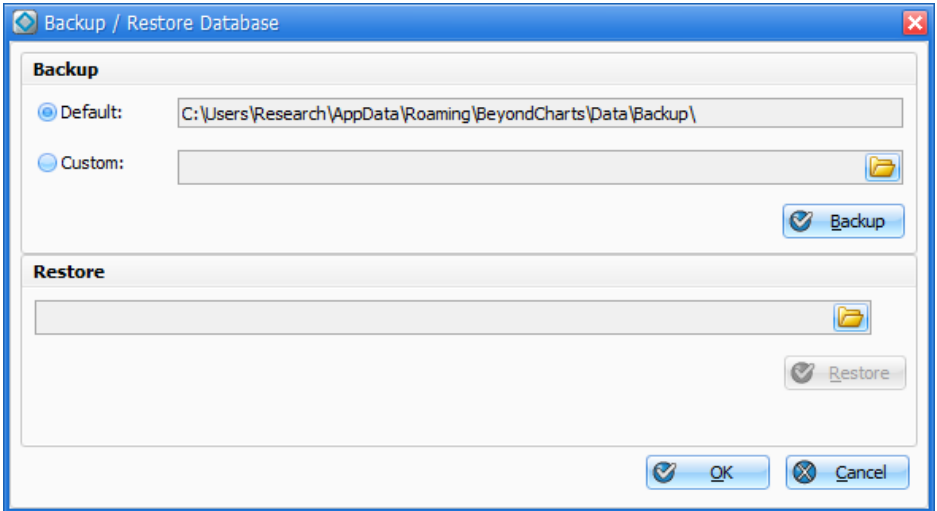 Backup / Restore Database
Backup
Default: C:\Users\Research\AppData\Roaming\BeyondCharts\Data\Backup\
Custom:
Backup
Restore
Restore
OK Cancel